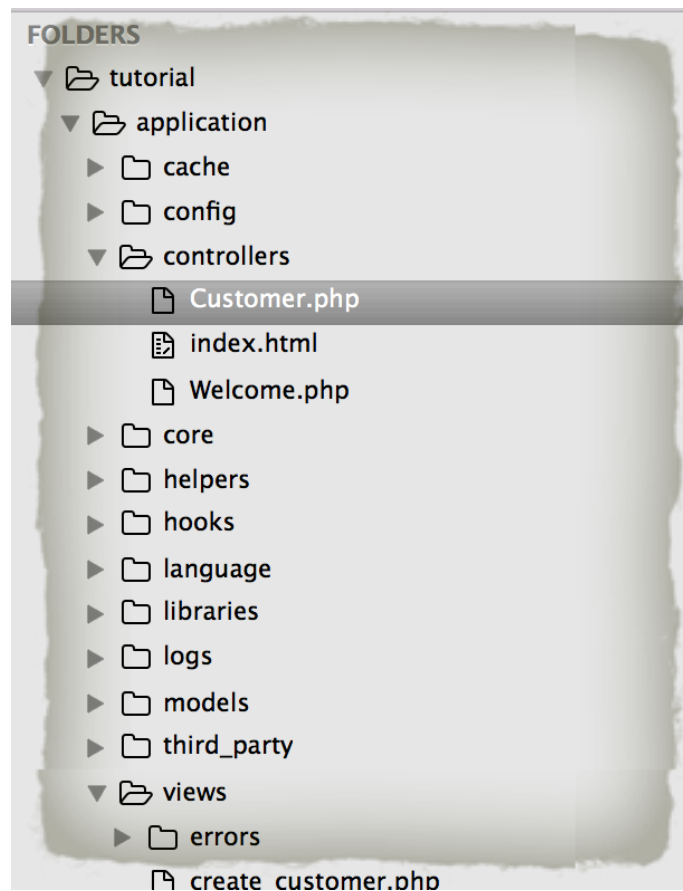 FOLDERS
tutorial
application
cache
config
controllers
Customer.php
index.html
Welcome.php
core
helpers
hooks
language
libraries
logs
models
third_party
views
errors
create_customer.php